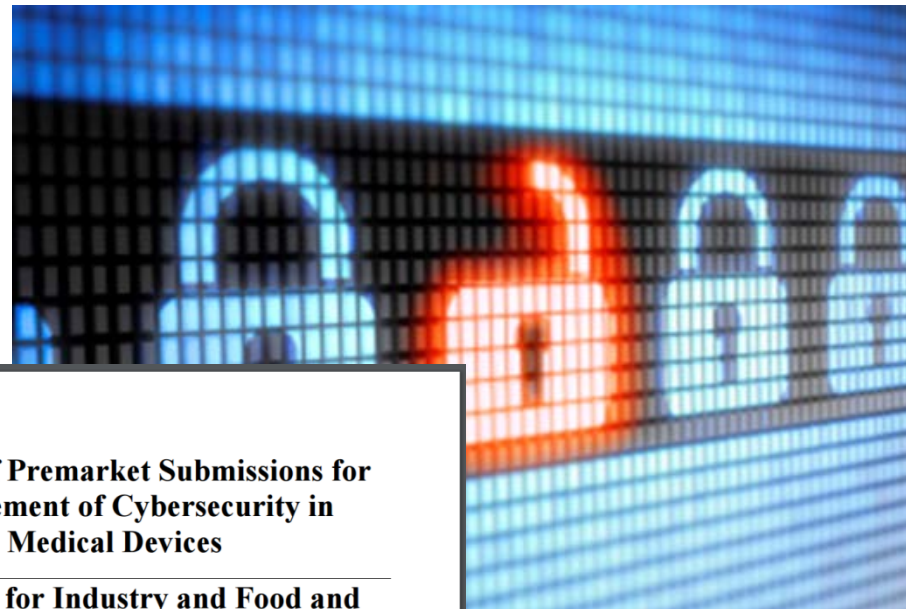 Premarket Submissions for
ement of Cybersecurity in
Medical Devices
for Industry and Food and